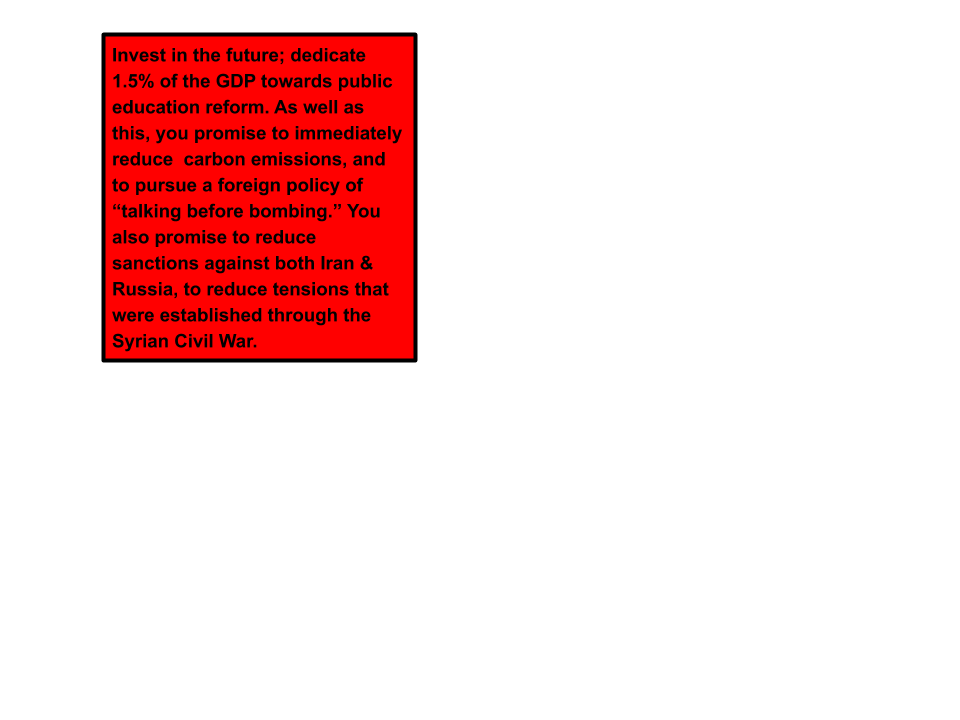 Invest in the future; dedicate
1.5% of the GDP towards public
education reform. As well as
this, you promise to immediately
reduce  carbon emissions, and
to pursue a foreign policy of
“talking before bombing.” You
also promise to reduce
sanctions against both Iran &
Russia, to reduce tensions that
were established through the
Syrian Civil War.